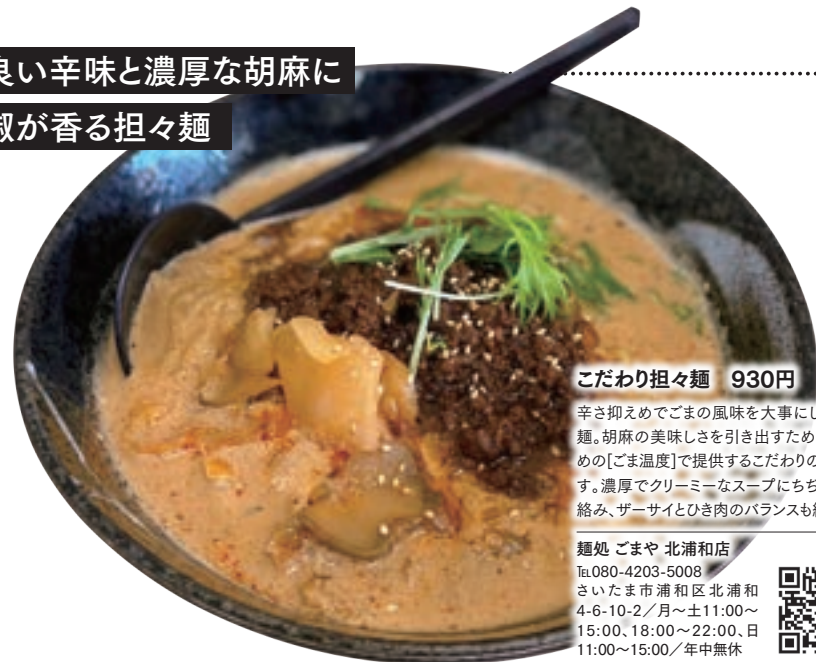 良い辛味と濃厚な胡麻に
椒が香る担々麺
こだわり担々麺 930円
辛さ抑えめでごまの風味を大事にし
麺。胡麻の美味しさを引き出すため
めの[ごま温度]で提供するこだわりの
す。濃厚でクリーミーなスープにちぢ
絡み、ザーサイとひき肉のバランスも
麺処 ごまや 北浦和店
℡080-4203-5008
さいたま市浦和区北浦和
4-6-10-2／月〜土11:00〜
15:00、18:00〜22:00、日
11:00〜15:00／年中無休